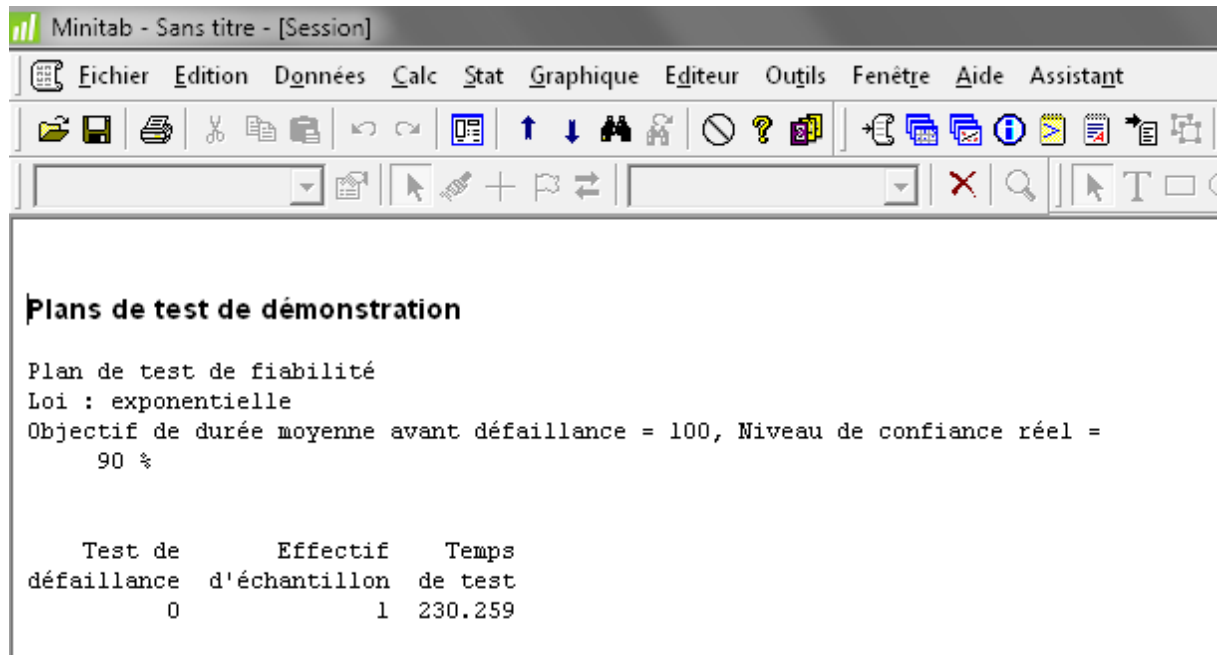 Minitab - Sans titre - [Session]
Fichier Edition Données Calc Stat Graphique Editeur Outils Fenêtre Aide Assistant
Plans de test de démonstration
Plan de test de fiabilité
Loi : exponentielle
Objectif de durée moyenne avant défaillance = 100, Niveau de confiance réel =
90 %
Test de Effectif Temps
défaillance d'échantillon de test
0 1 230.259